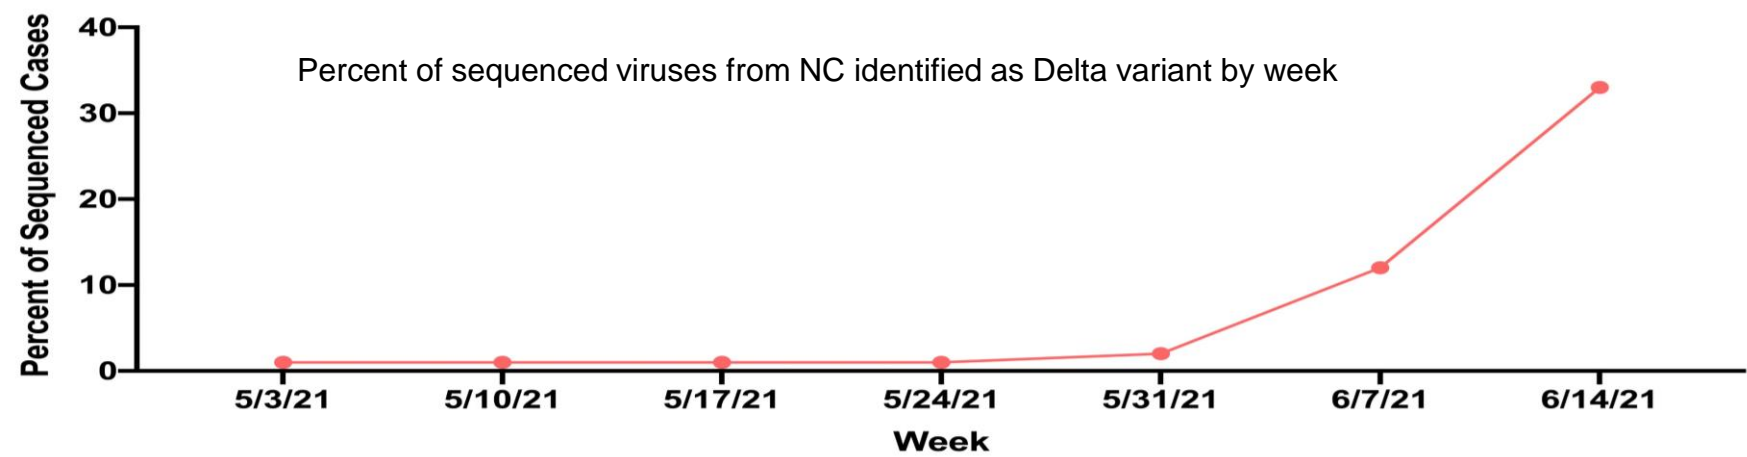 Percent of sequenced viruses from NC identified as Delta variant by week
Percent of Sequenced Cases
40
30
20
10
0
5/3/21 5/10/21 5/17/21 5/24/21 5/31/21 6/7/21 6/14/21
Week